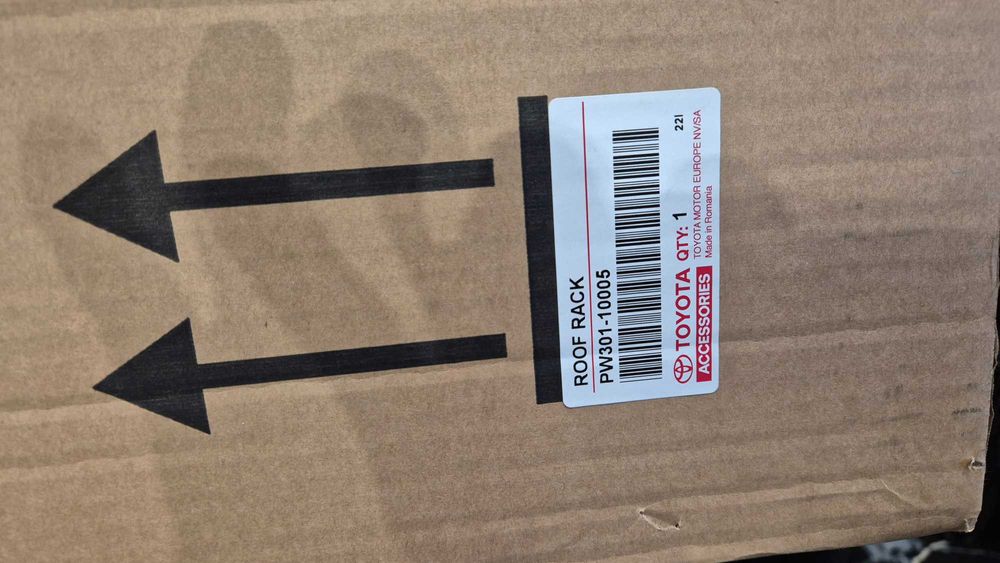 ROOF RACK
PW301-10005
TOYOTA QTY: 1 22I
ACCESSORIES TOYOTA MOTOR EUROPE NV/SA
Made in Romania